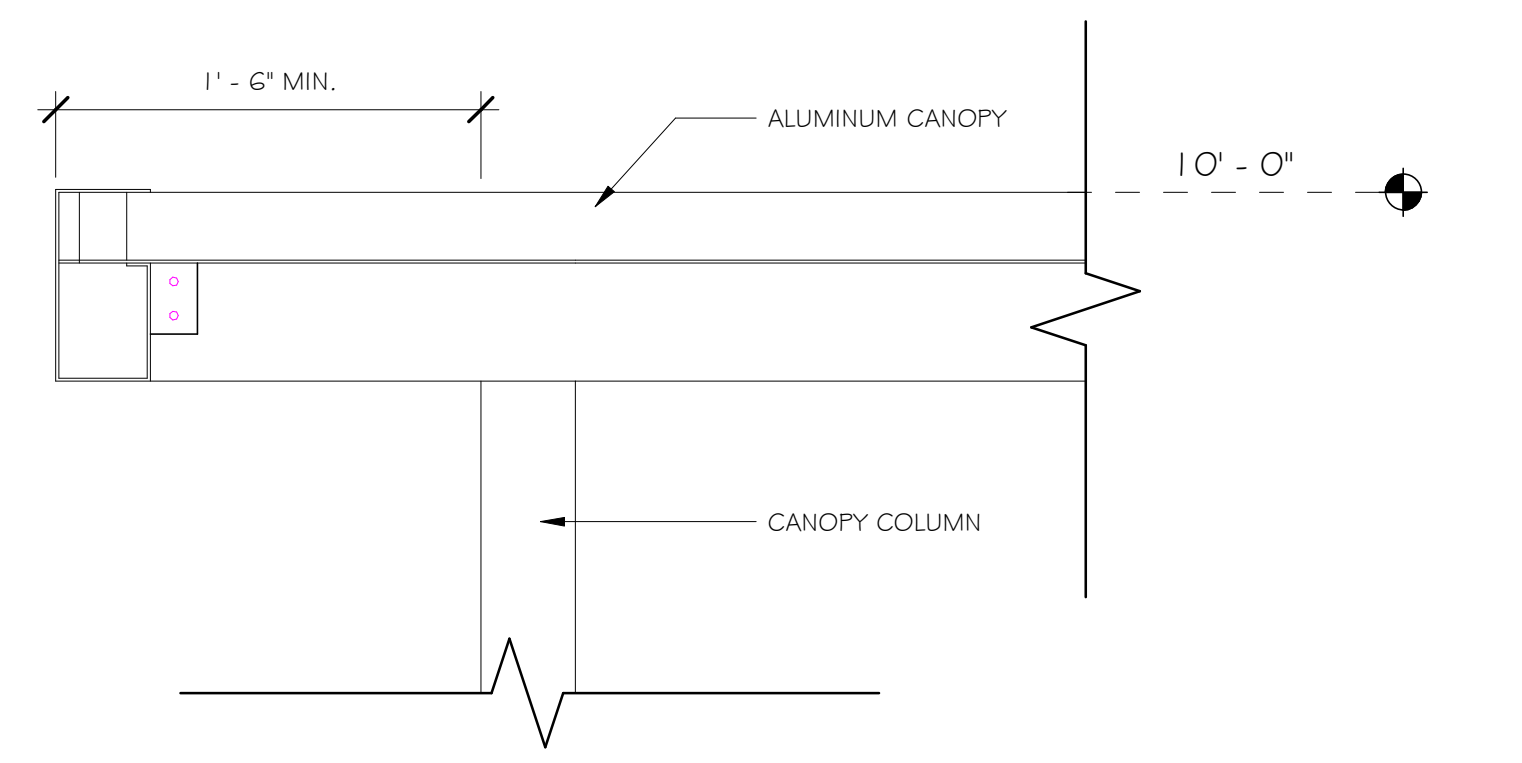 1' - 6" MIN.
ALUMINUM CANOPY
10' - 0"
CANOPY COLUMN